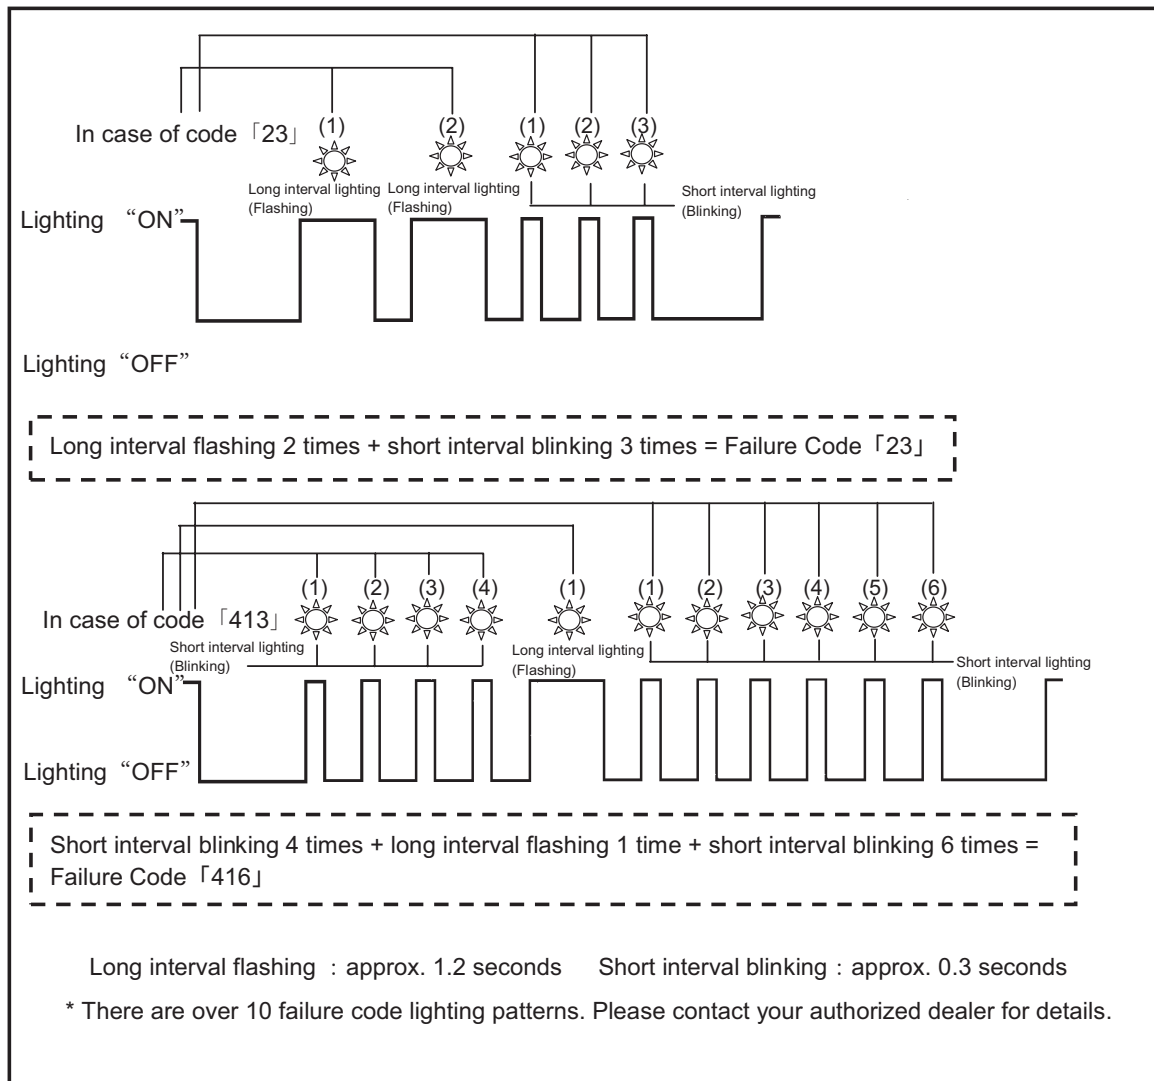 In case of code「23」
(1)
(2)
(1)
(2)
(3)
Long interval lighting
(Flashing)
Long interval lighting
(Flashing)
Short interval lighting
(Blinking)
Lighting “ON”
Lighting “OFF”
Long interval flashing 2 times + short interval blinking 3 times = Failure Code「23」
In case of code「413」
(1)
(2)
(3)
(4)
(1)
(1)
(2)
(3)
(4)
(5)
(6)
Short interval lighting
(Blinking)
Long interval lighting
(Flashing)
Short interval lighting
(Blinking)
Lighting “ON”
Lighting “OFF”
Short interval blinking 4 times + long interval flashing 1 time + short interval blinking 6 times =
Failure Code「416」
Long interval flashing : approx. 1.2 seconds Short interval blinking : approx. 0.3 seconds
* There are over 10 failure code lighting patterns. Please contact your authorized dealer for details.